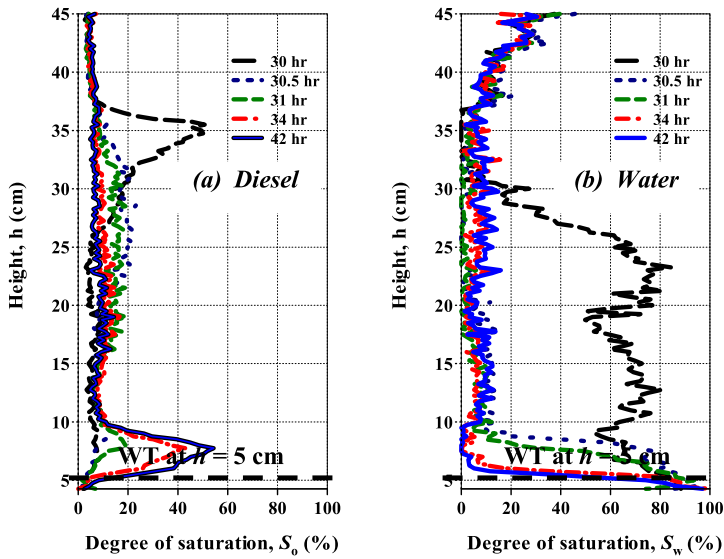 45
40
35
30
25
20
15
10
5
0 20 40 60 80 100
Height, h (cm)
Degree of saturation, So (%)
30 hr
30.5 hr
31 hr
34 hr
42 hr
(a) Diesel
WT at h = 5 cm
45
40
35
30
25
20
15
10
5
0 20 40 60 80 100
Height, h (cm)
Degree of saturation, Sw (%)
30 hr
30.5 hr
31 hr
34 hr
42 hr
(b) Water
WT at h = 5 cm